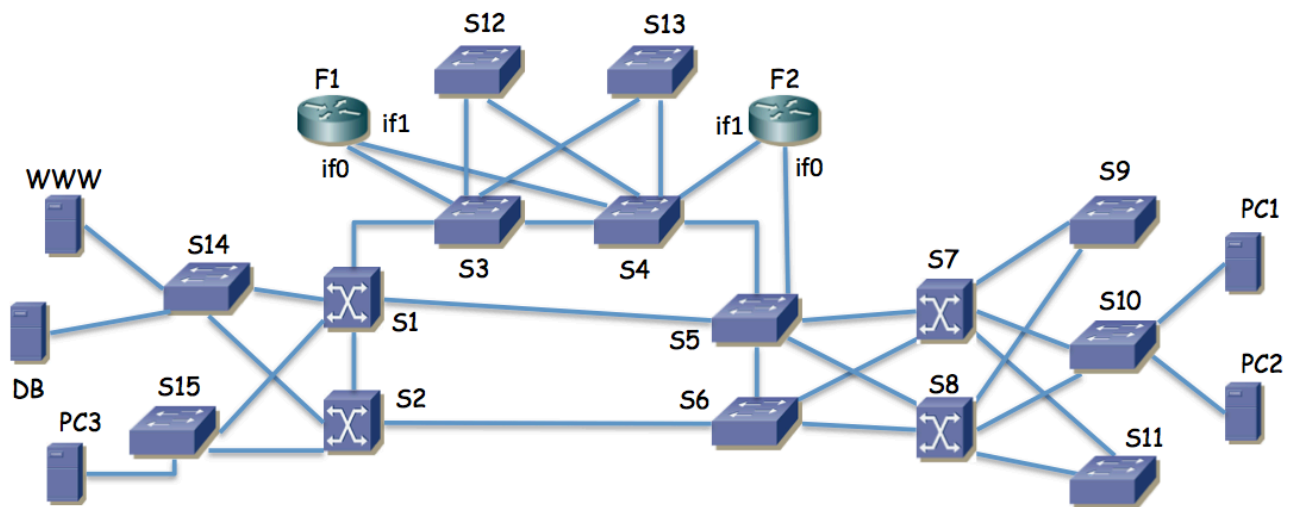 S12
S13
F1
F2
if1
if1
if0
if0
WWW
S9
PC1
S14
S3
S4
S7
S10
S1
S5
DB
S15
S2
S6
S8
PC2
PC3
S11